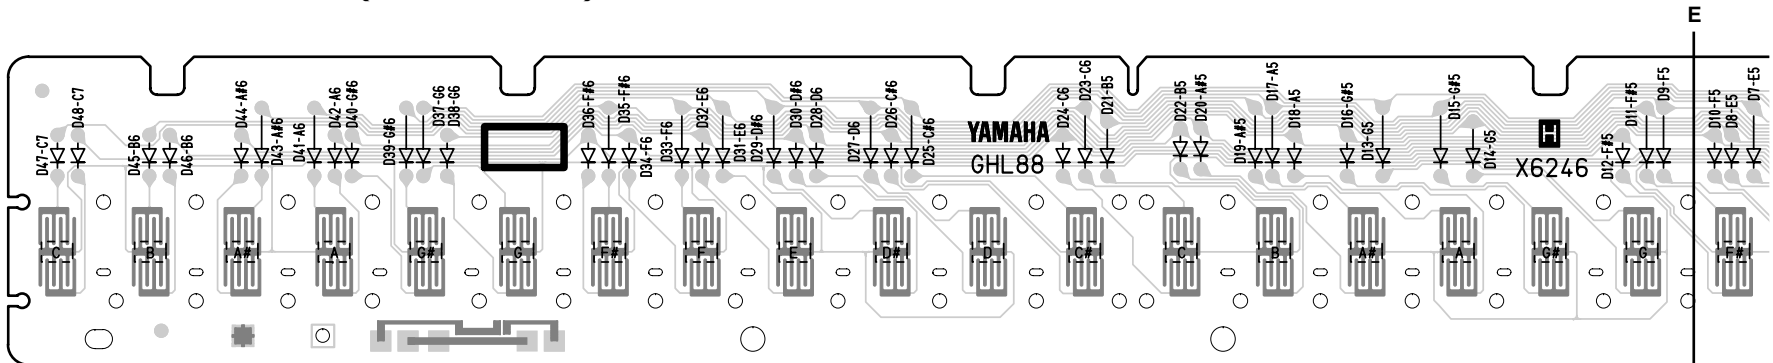 E
D47-C7
D48-C7
D45-B6
D46-B6
D44-A#6
D43-A#6
D41-A6
D42-A6
D40-G#6
D39-G#6
D37-G6
D38-G6
D36-F#6
D35-F#6
D34-F6
D33-F6
D32-E6
D31-E6
D29-D#6
D30-D#6
D28-D6
D27-D6
D26-C#6
D25-C#6
YAMAHA
GHL88
D24-C6
D23-C6
D21-B5
D22-B5
D20-A#5
D19-A#5
D17-A5
D18-A5
D16-G#5
D13-G5
D15-G#5
D14-G5
H
X6246
D12-F#5
D11-F#5
D9-F5
D10-F5
D8-E5
D7-E5
C B A# A G# G F# F E D# D C# C B A# A G# G F#